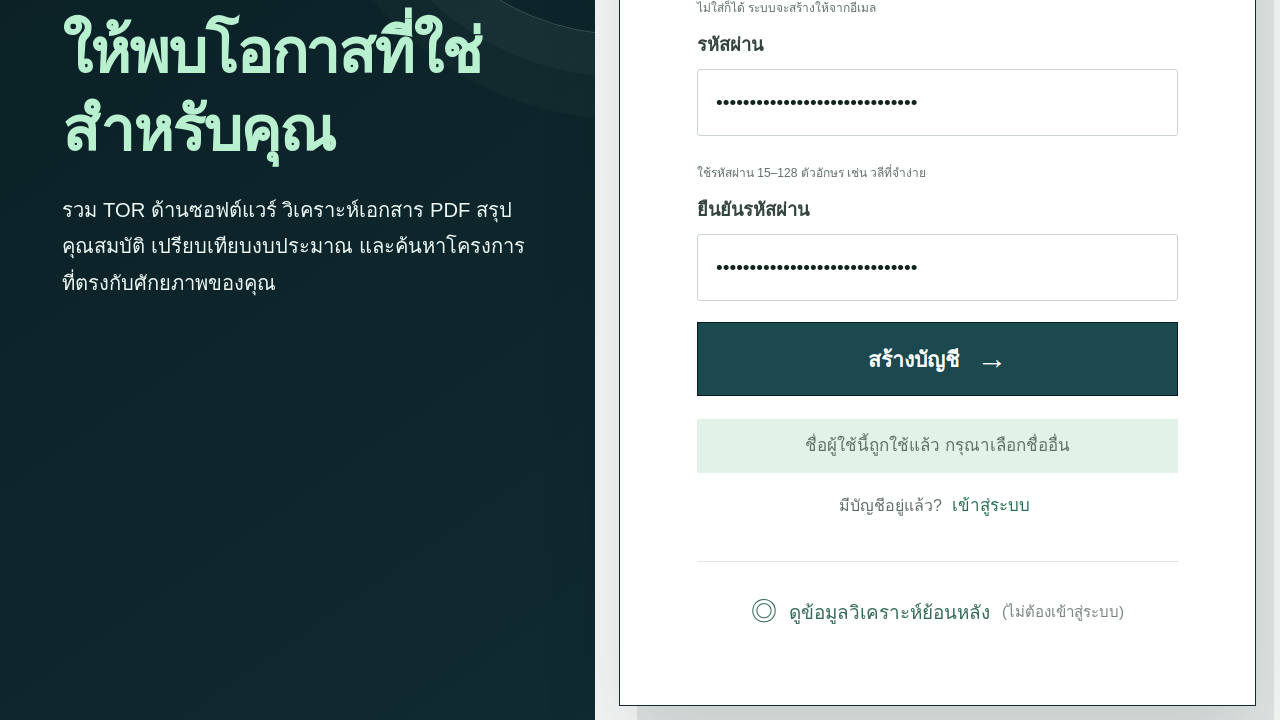 ให้พบโอกาสที่ใช่
สำหรับคุณ
รวม TOR ด้านซอฟต์แวร์ วิเคราะห์เอกสาร PDF สรุป
คุณสมบัติ เปรียบเทียบงบประมาณ และค้นหาโครงการ
ที่ตรงกับศักยภาพของคุณ
ไม่ใส่ก็ได้ ระบบจะสร้างให้จากอีเมล
รหัสผ่าน
••••••••••••••••••••••••••••••
ใช้รหัสผ่าน 15–128 ตัวอักษร เช่น วลีที่จำง่าย
ยืนยันรหัสผ่าน
••••••••••••••••••••••••••••••
สร้างบัญชี →
ชื่อผู้ใช้นี้ถูกใช้แล้ว กรุณาเลือกชื่ออื่น
มีบัญชีอยู่แล้ว? เข้าสู่ระบบ
◎ ดูข้อมูลวิเคราะห์ย้อนหลัง (ไม่ต้องเข้าสู่ระบบ)